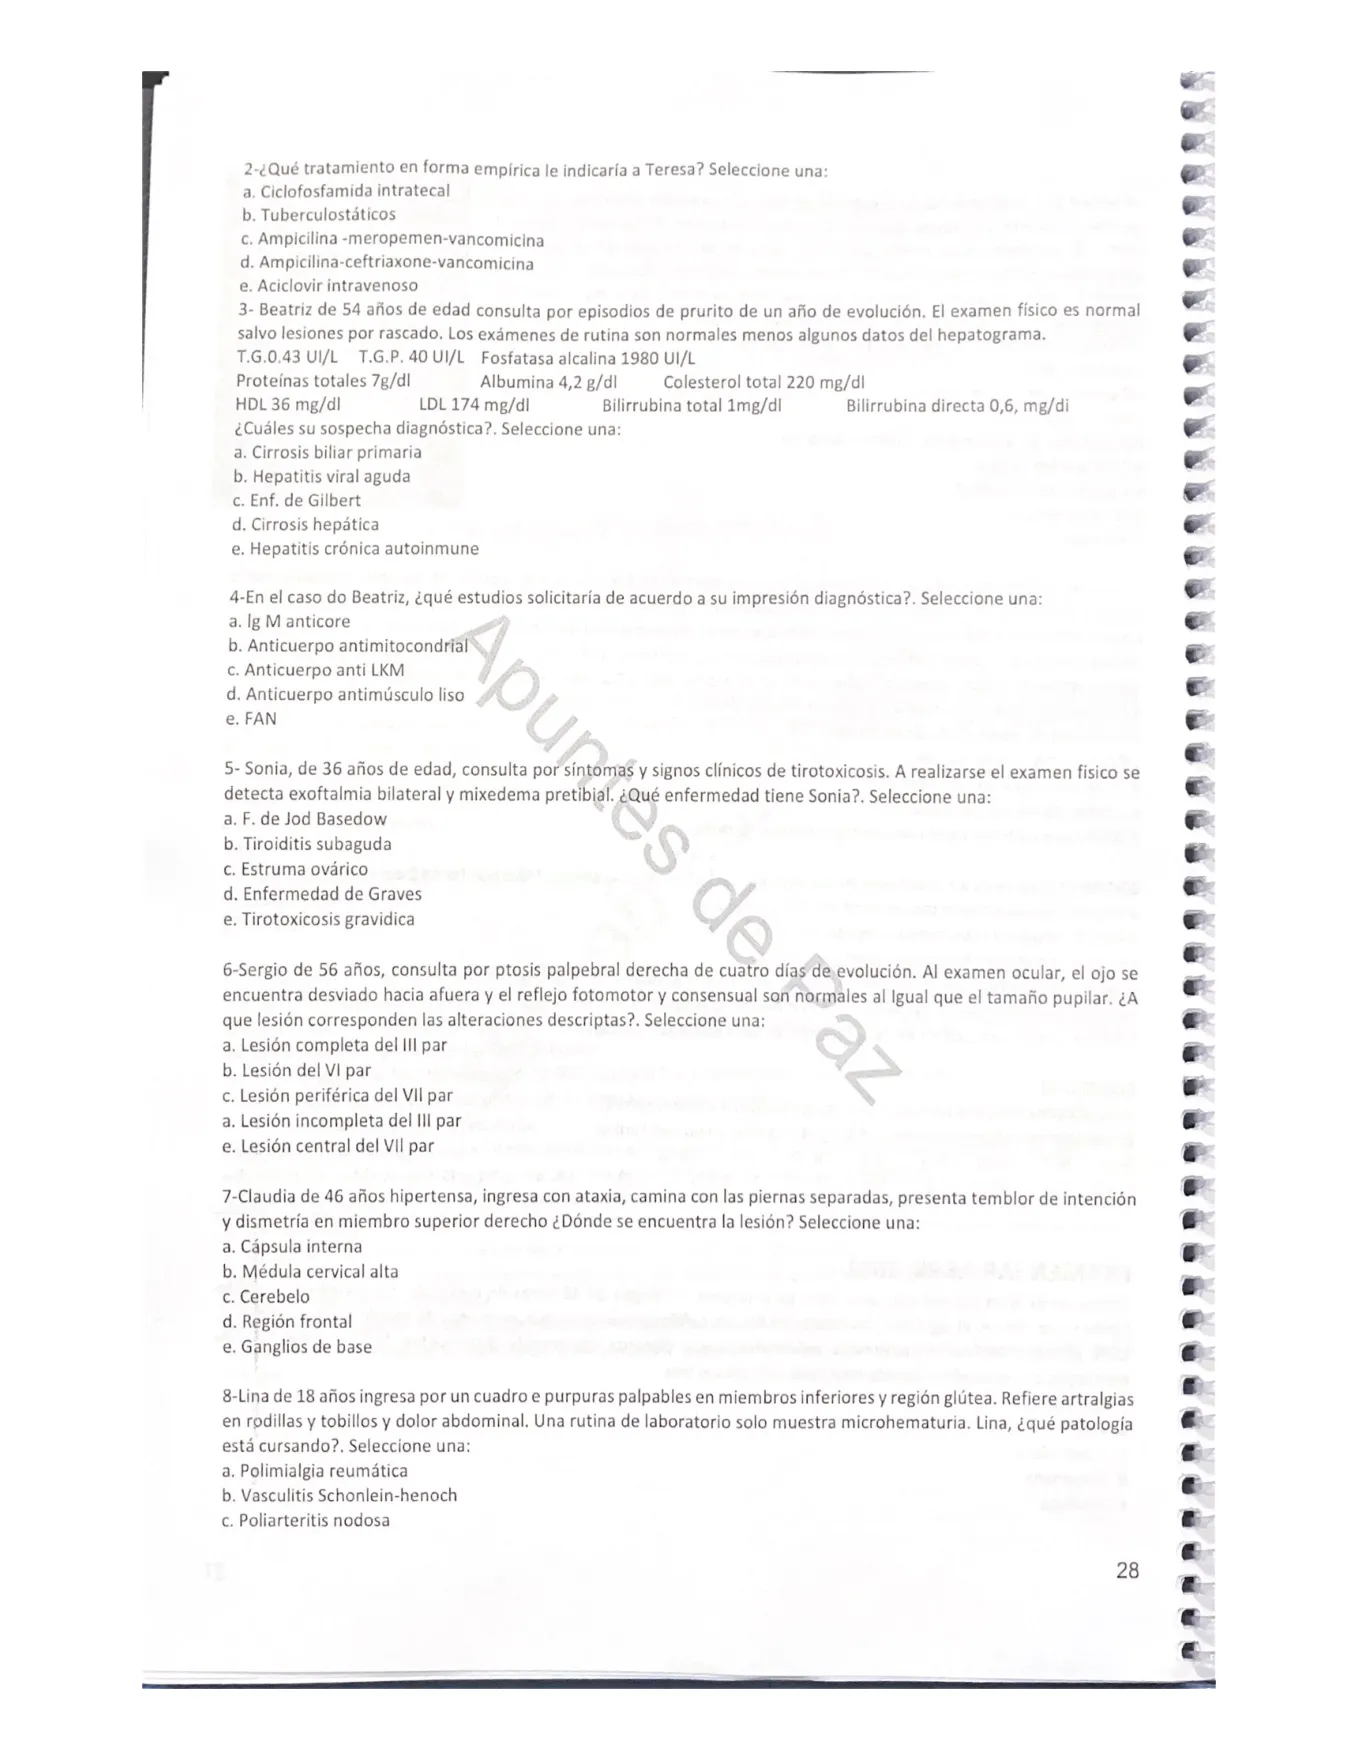 2-¿Qué tratamiento en forma empírica le indicaría a Teresa? Seleccione una:
a. Ciclofosfamida intratecal
b. Tuberculostáticos
c. Ampicilina -meropemen-vancomicina
d. Ampicilina-ceftriaxone-vancomicina
e. Aciclovir intravenoso
3- Beatriz de 54 años de edad consulta por episodios de prurito de un año de evolución. El examen físico es normal
salvo lesiones por rascado. Los exámenes de rutina son normales menos algunos datos del hepatograma.
T.G.0.43 UI/L T.G.P. 40 UI/L Fosfatasa alcalina 1980 UI/L
Proteínas totales 7g/dl Albumina 4,2 g/dl Colesterol total 220 mg/dl
HDL 36 mg/dl LDL 174 mg/dl Bilirrubina total 1mg/dl Bilirrubina directa 0,6, mg/di
¿Cuáles su sospecha diagnóstica?. Seleccione una:
a. Cirrosis biliar primaria
b. Hepatitis viral aguda
c. Enf. de Gilbert
d. Cirrosis hepática
e. Hepatitis crónica autoinmune
4-En el caso do Beatriz, ¿qué estudios solicitaría de acuerdo a su impresión diagnóstica?. Seleccione una:
a. Ig M anticore
b. Anticuerpo antimitocondrial
c. Anticuerpo anti LKM
d. Anticuerpo antimúsculo liso
e. FAN
5- Sonia, de 36 años de edad, consulta por síntomas y signos clínicos de tirotoxicosis. A realizarse el examen fisico se
detecta exoftalmia bilateral y mixedema pretibial. ¿Qué enfermedad tiene Sonia?. Seleccione una:
a. F. de Jod Basedow
b. Tiroiditis subaguda
c. Estruma ovárico
d. Enfermedad de Graves
e. Tirotoxicosis gravidica
6-Sergio de 56 años, consulta por ptosis palpebral derecha de cuatro días de evolución. Al examen ocular, el ojo se
encuentra desviado hacia afuera y el reflejo fotomotor y consensual son normales al Igual que el tamaño pupilar. ¿A
que lesión corresponden las alteraciones descriptas?. Seleccione una:
a. Lesión completa del III par
b. Lesión del VI par
c. Lesión periférica del VII par
a. Lesión incompleta del III par
e. Lesión central del VII par
7-Claudia de 46 años hipertensa, ingresa con ataxia, camina con las piernas separadas, presenta temblor de intención
y dismetría en miembro superior derecho ¿Dónde se encuentra la lesión? Seleccione una:
a. Cápsula interna
b. Médula cervical alta
c. Cerebelo
d. Región frontal
e. Ganglios de base
8-Lina de 18 años ingresa por un cuadro e purpuras palpables en miembros inferiores y región glútea. Refiere artralgias
en rodillas y tobillos y dolor abdominal. Una rutina de laboratorio solo muestra microhematuria. Lina, ¿qué patología
está cursando?. Seleccione una:
a. Polimialgia reumática
b. Vasculitis Schonlein-henoch
c. Poliarteritis nodosa
28
Apuntes de Paz